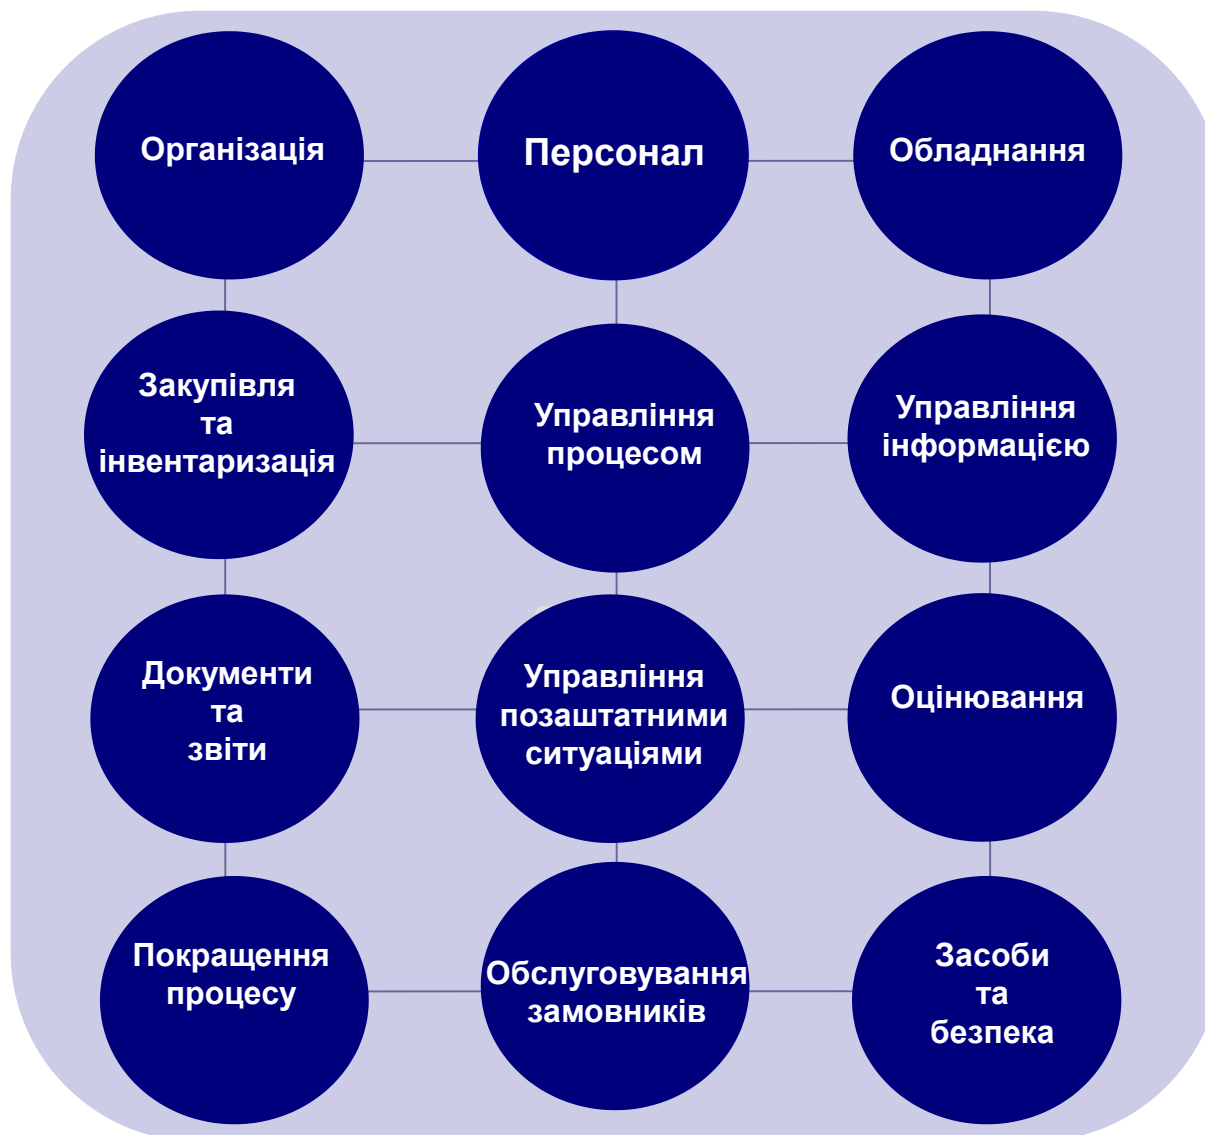 Організація
Персонал
Обладнання
Закупівля
та
інвентаризація
Управління
процесом
Управління
інформацією
Документи
та
звіти
Управління
позаштатними
ситуаціями
Оцінювання
Покращення
процесу
Обслуговування
замовників
Засоби
та
безпека